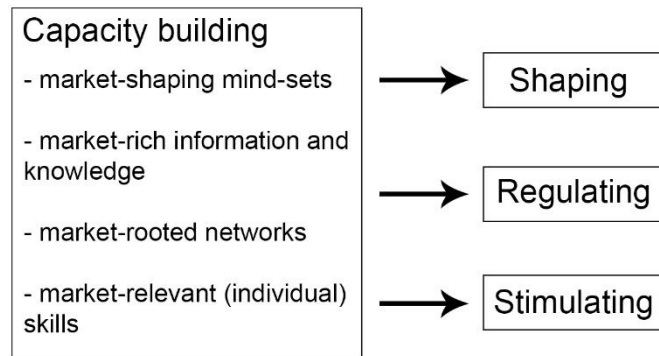 Capacity building
- market-shaping mind-sets
- market-rich information and
knowledge
- market-rooted networks
- market-relevant (individual)
skills
Shaping
Regulating
Stimulating